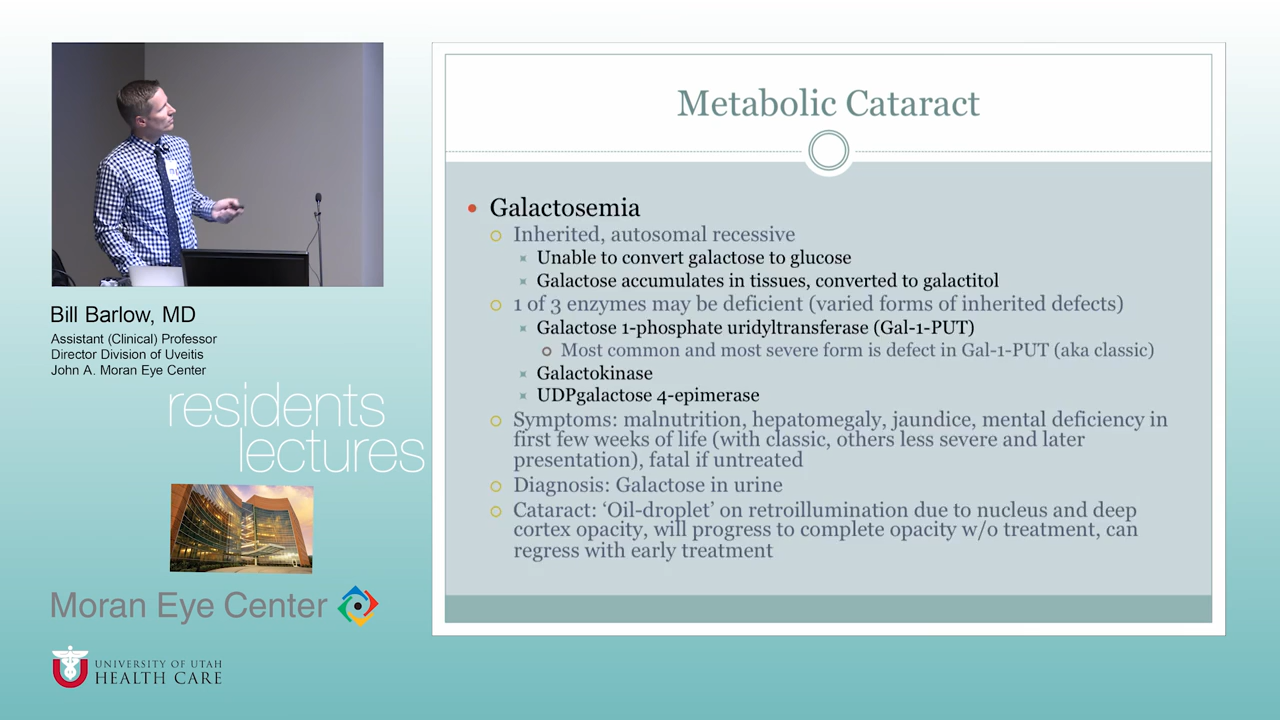 Metabolic Cataract
Galactosemia
Inherited, autosomal recessive
Unable to convert galactose to glucose
Galactose accumulates in tissues, converted to galactitol
1 of 3 enzymes may be deficient (varied forms of inherited defects)
Galactose 1-phosphate uridyltransferase (Gal-1-PUT)
Most common and most severe form is defect in Gal-1-PUT (aka classic)
Galactokinase
UDPgalactose 4-epimerase
Symptoms: malnutrition, hepatomegaly, jaundice, mental deficiency in
first few weeks of life (with classic, others less severe and later
presentation), fatal if untreated
Diagnosis: Galactose in urine
Cataract: ‘Oil-droplet’ on retroillumination due to nucleus and deep
cortex opacity, will progress to complete opacity w/o treatment, can
regress with early treatment
Bill Barlow, MD
Assistant (Clinical) Professor
Director Division of Uveitis
John A. Moran Eye Center
residents
lectures
Moran Eye Center
UNIVERSITY OF UTAH
HEALTH CARE